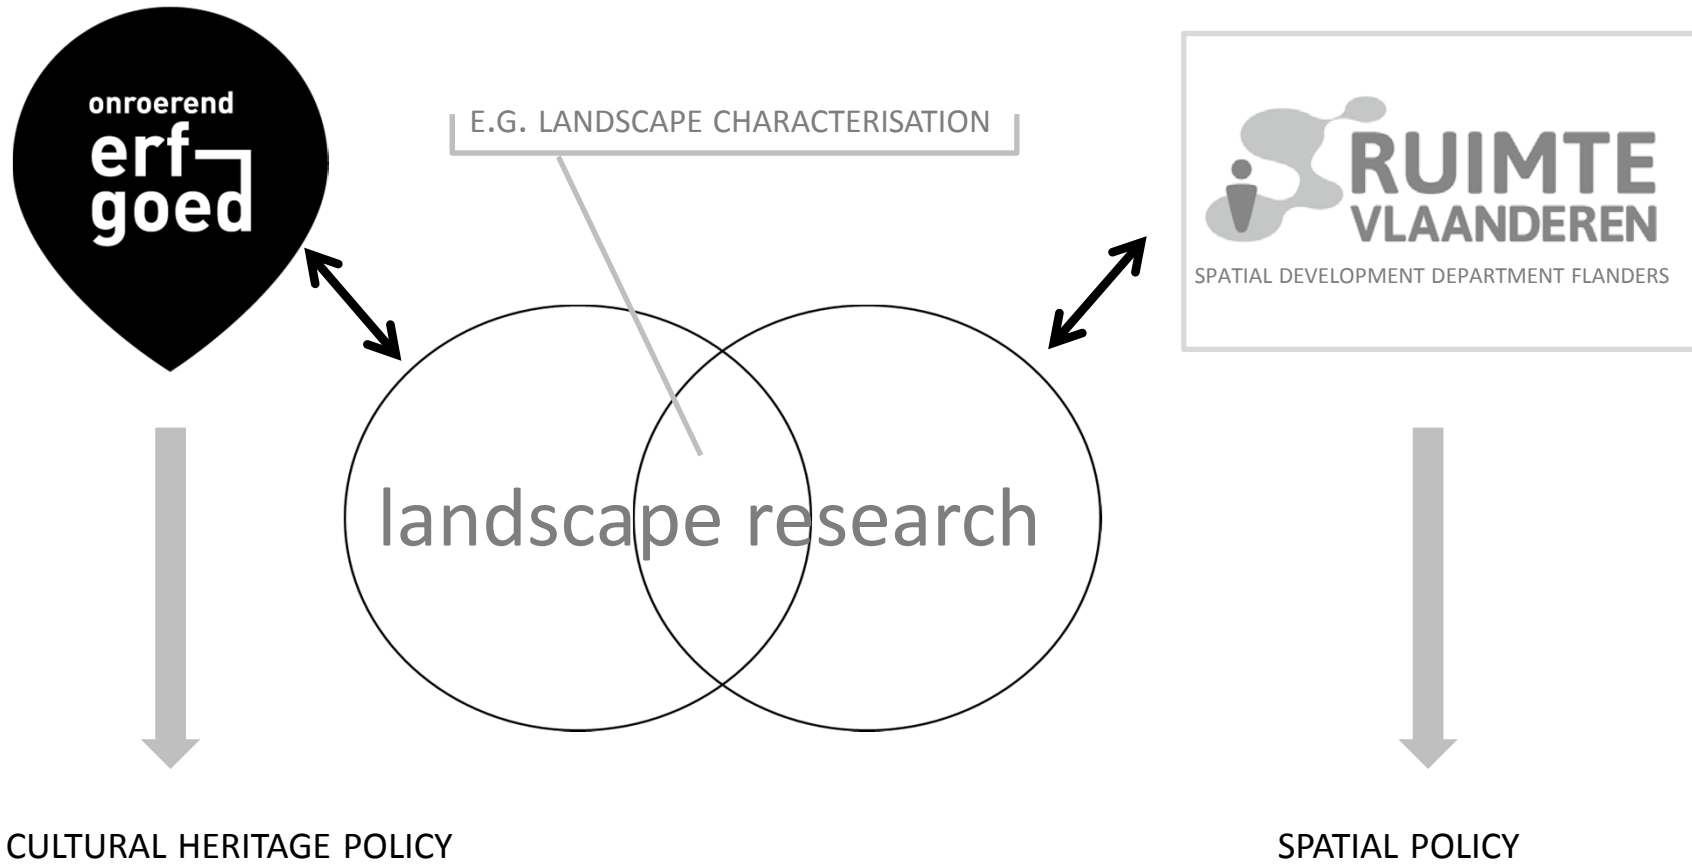 onroerend
erf
goed
E.G. LANDSCAPE CHARACTERISATION
RUIMTE
VLAANDEREN
SPATIAL DEVELOPMENT DEPARTMENT FLANDERS
landscape research
CULTURAL HERITAGE POLICY
SPATIAL POLICY